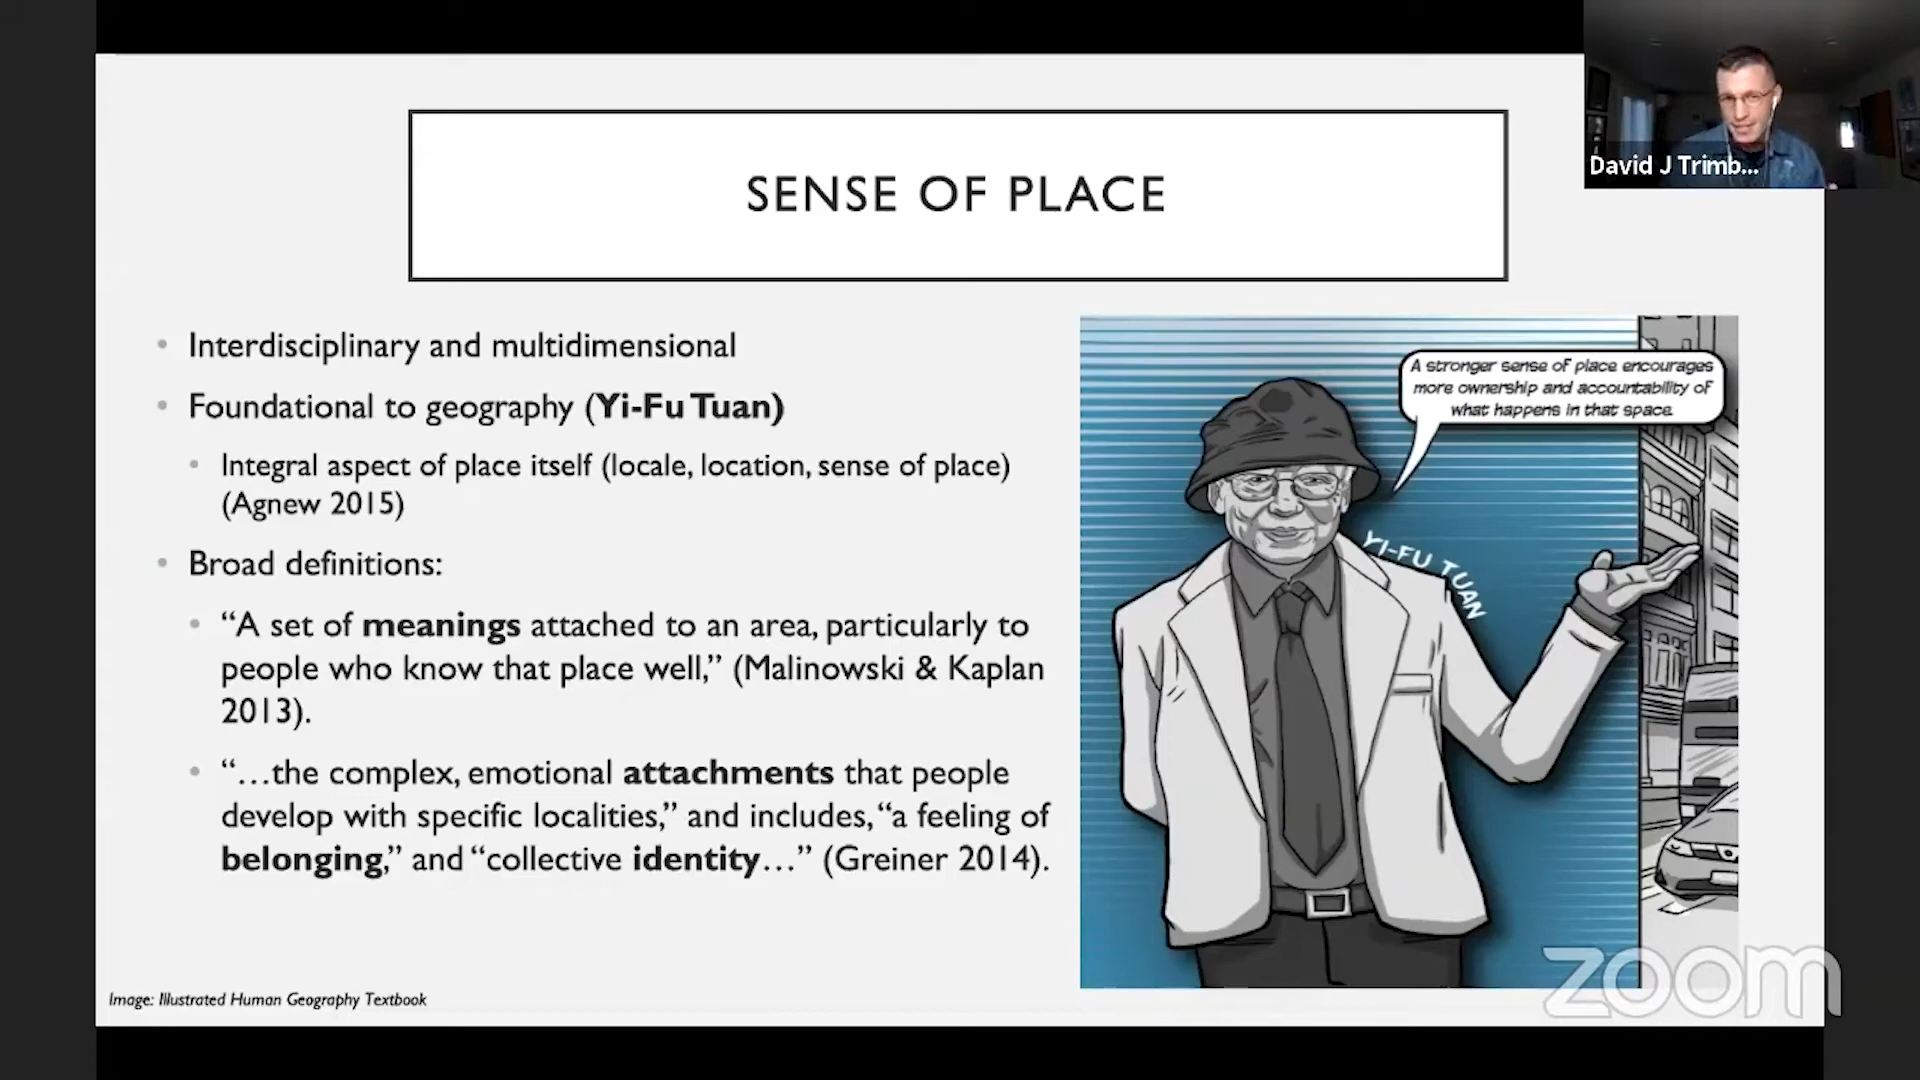 David J Trimb...
SENSE OF PLACE
• Interdisciplinary and multidimensional
• Foundational to geography (Yi-Fu Tuan)
• Integral aspect of place itself (locale, location, sense of place)
(Agnew 2015)
• Broad definitions:
• “A set of meanings attached to an area, particularly to
people who know that place well,” (Malinowski & Kaplan
2013).
• “…the complex, emotional attachments that people
develop with specific localities,” and includes, “a feeling of
belonging,” and “collective identity…” (Greiner 2014).
A stronger sense of place encourages
more ownership and accountability of
what happens in that space.
YI-FU TUAN
Image: Illustrated Human Geography Textbook
zoom